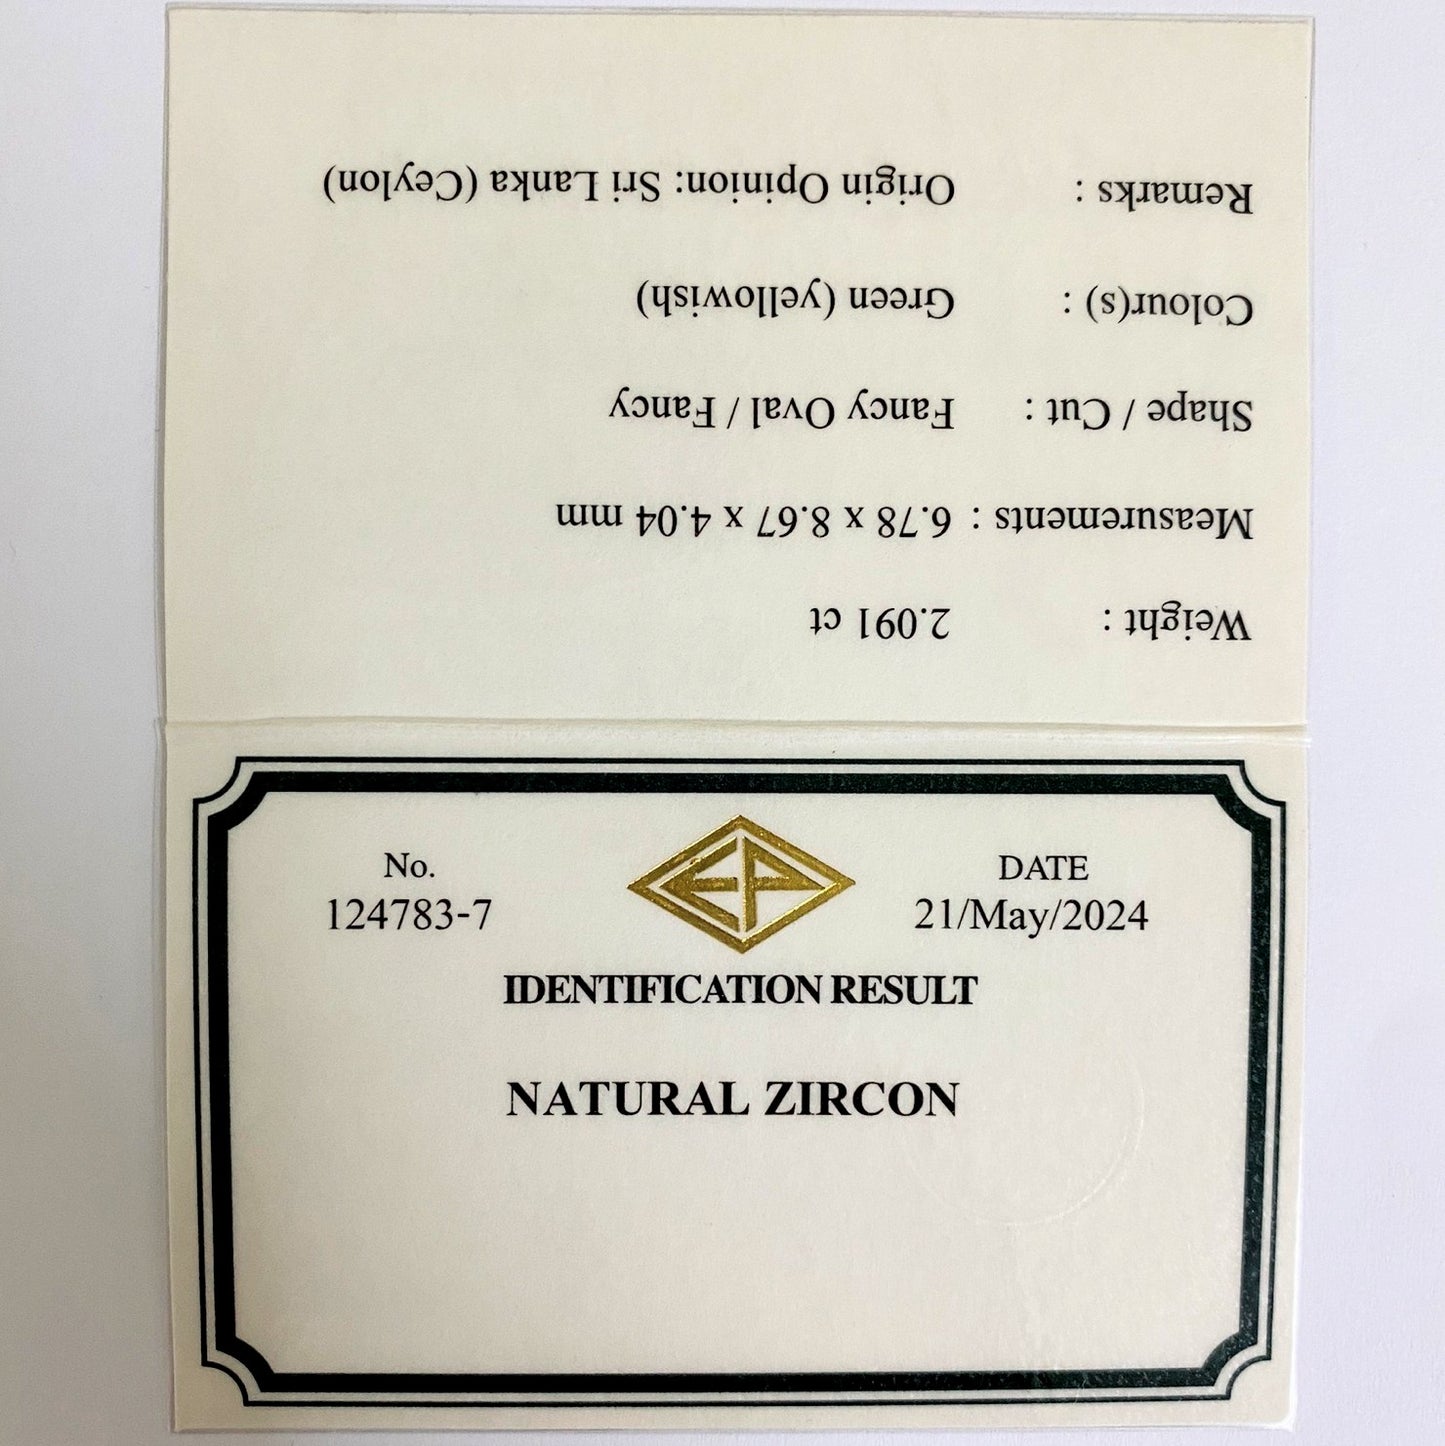 Weight : 2.091 ct
Measurements : 6.78 x 8.67 x 4.04 mm
Shape / Cut : Fancy Oval / Fancy
Colour(s) : Green (yellowish)
Remarks : Origin Opinion: Sri Lanka (Ceylon)
No. EP DATE
124783-7 21/May/2024
IDENTIFICATION RESULT
NATURAL ZIRCON